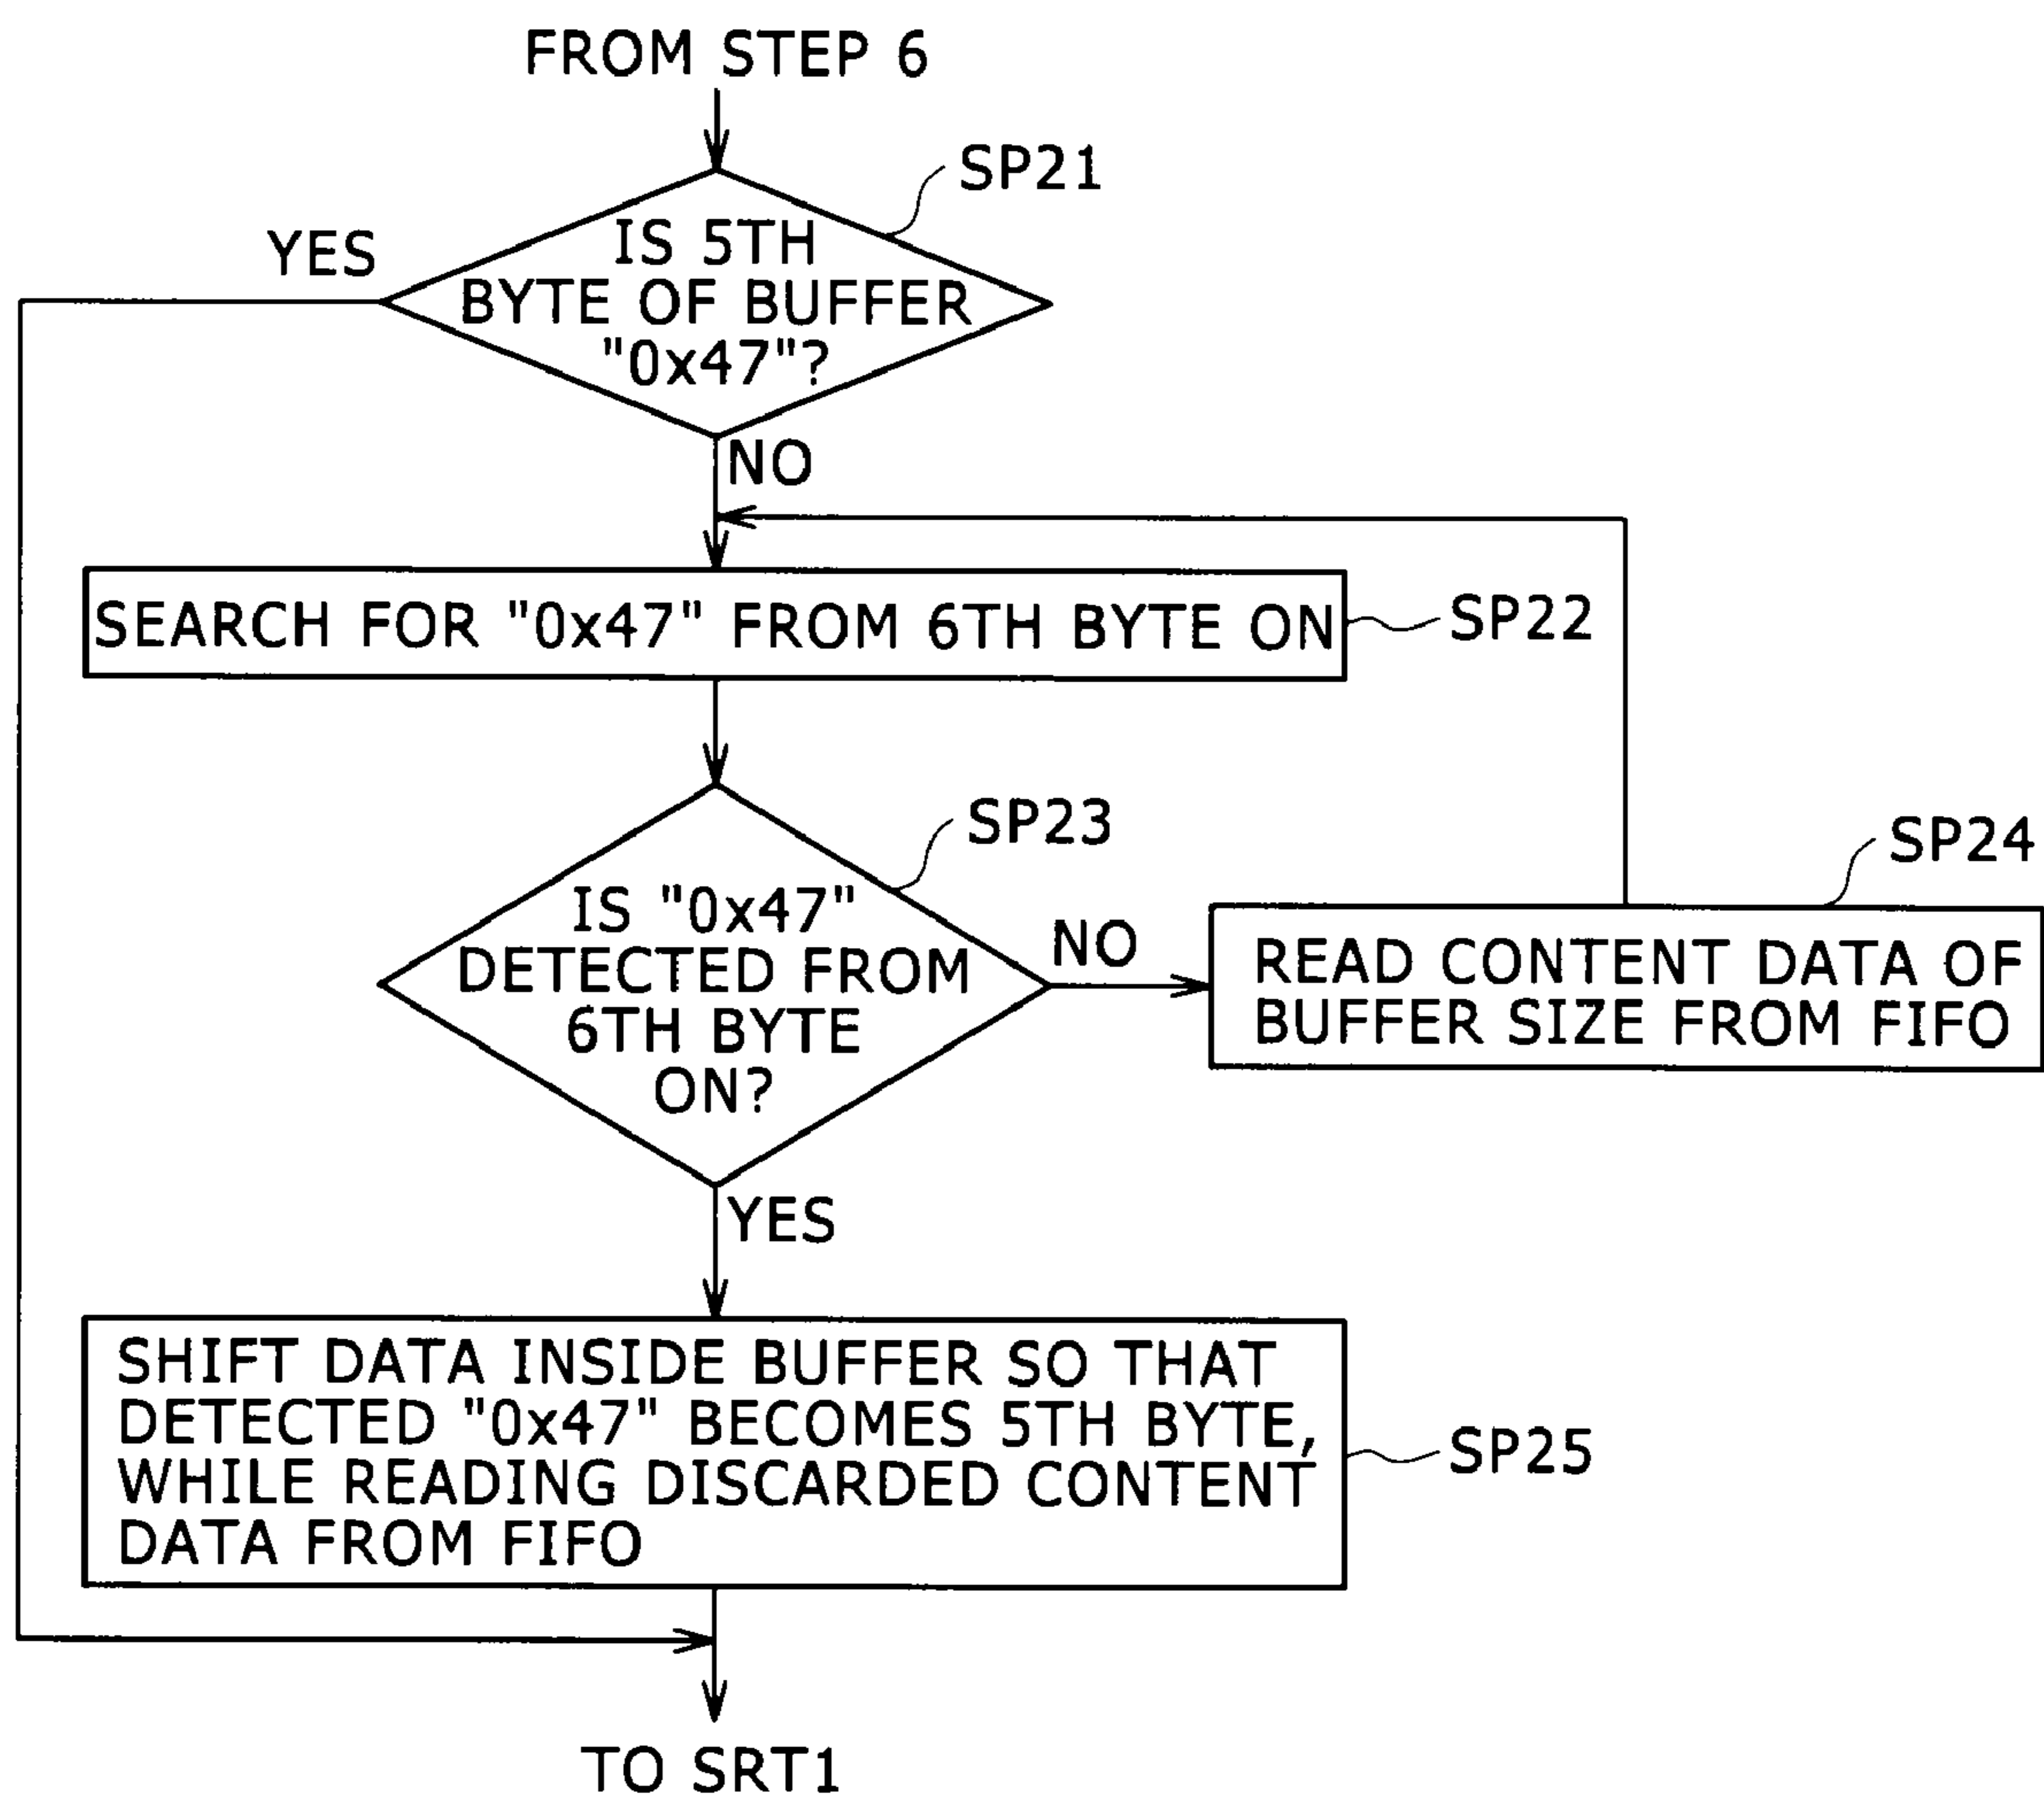 FROM STEP 6
SP21
YES
IS 5TH
BYTE OF BUFFER
"0x47"?
NO
SEARCH FOR "0x47" FROM 6TH BYTE ON
SP22
SP23
IS "0x47"
DETECTED FROM
6TH BYTE
ON?
NO
SP24
READ CONTENT DATA OF
BUFFER SIZE FROM FIFO
YES
SHIFT DATA INSIDE BUFFER SO THAT
DETECTED "0x47" BECOMES 5TH BYTE,
WHILE READING DISCARDED CONTENT
DATA FROM FIFO
SP25
TO SRT1